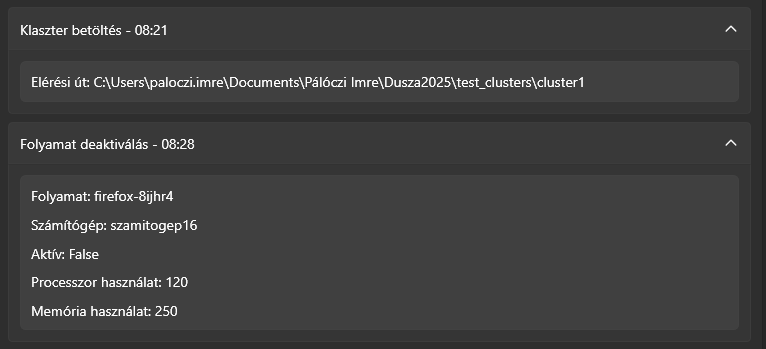 Klaszter betöltés - 08:21
Elérési út: C:\Users\paloczi.imre\Documents\Pálóczi Imre\Dusza2025\test_clusters\cluster1
Folyamat deaktiválás - 08:28
Folyamat: firefox-8ijhr4
Számítógép: szamitogep16
Aktív: False
Processzor használat: 120
Memória használat: 250